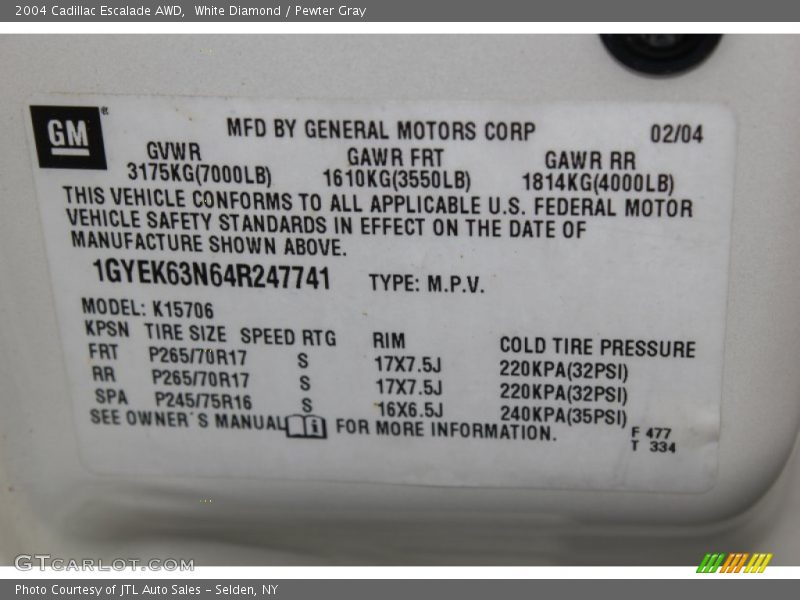 2004 Cadillac Escalade AWD,  White Diamond / Pewter Gray
GM®
MFD BY GENERAL MOTORS CORP 02/04
GVWR GAWR FRT GAWR RR
3175KG(7000LB) 1610KG(3550LB) 1814KG(4000LB)
THIS VEHICLE CONFORMS TO ALL APPLICABLE U.S. FEDERAL MOTOR
VEHICLE SAFETY STANDARDS IN EFFECT ON THE DATE OF
MANUFACTURE SHOWN ABOVE.
1GYEK63N64R247741 TYPE: M.P.V.
MODEL: K15706
KPSN TIRE SIZE SPEED RTG RIM COLD TIRE PRESSURE
FRT P265/70R17 S 17X7.5J 220KPA(32PSI)
RR P265/70R17 S 17X7.5J 220KPA(32PSI)
SPA P245/75R16 S 16X6.5J 240KPA(35PSI)
SEE OWNER'S MANUAL i FOR MORE INFORMATION.
F 477
T 334
GTCARLOT.COM
Photo Courtesy of JTL Auto Sales – Selden, NY